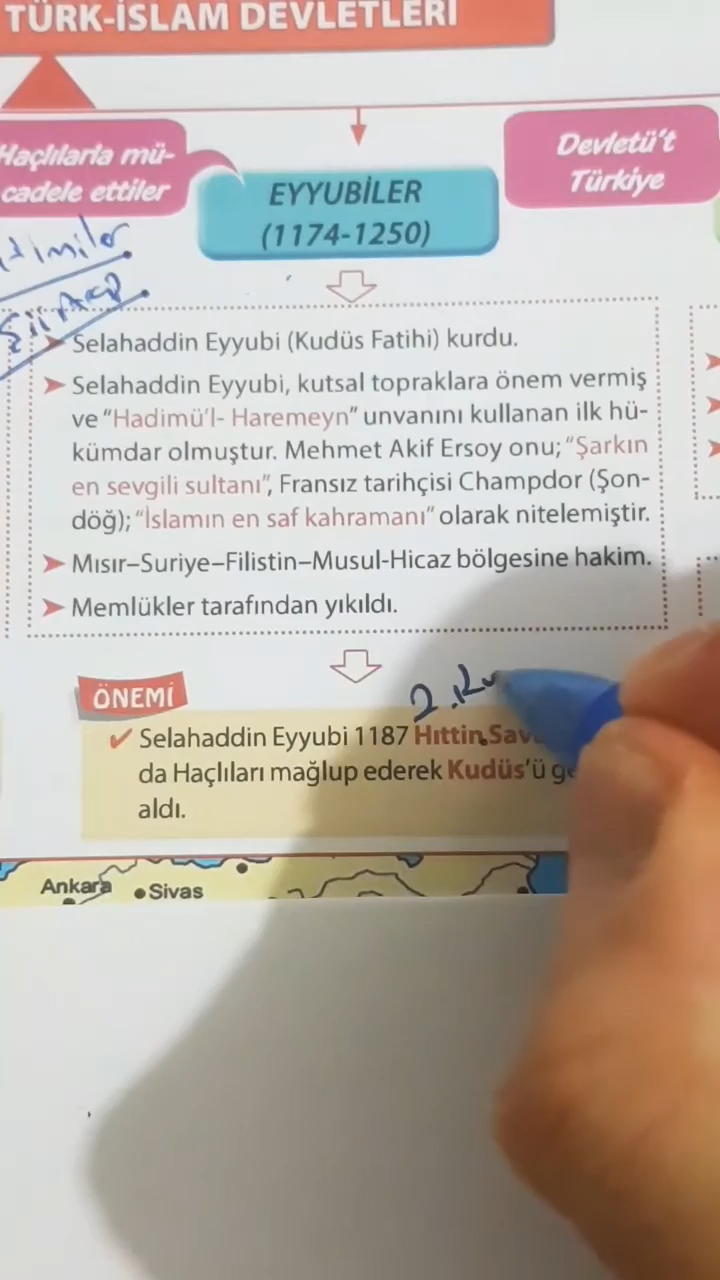 TÜRK-İSLAM DEVLETLERİ
Haçlılarla mü-
cadele ettiler
EYYUBİLER
(1174-1250)
Devletü't
Türkiye
Selahaddin Eyyubi (Kudüs Fatihi) kurdu.
Selahaddin Eyyubi, kutsal topraklara önem vermiş
ve "Hadimü'l- Haremeyn" unvanını kullanan ilk hü-
kümdar olmuştur. Mehmet Akif Ersoy onu; "Şarkın
en sevgili sultanı", Fransız tarihçisi Champdor (Şon-
döğ); "İslamın en saf kahramanı" olarak nitelemiştir.
Mısır–Suriye–Filistin–Musul-Hicaz bölgesine hakim.
Memlükler tarafından yıkıldı.
ÖNEMİ
2.
Selahaddin Eyyubi 1187 Hıttin Sav
da Haçlıları mağlup ederek Kudüs'ü ge
aldı.
Ankara
Sivas